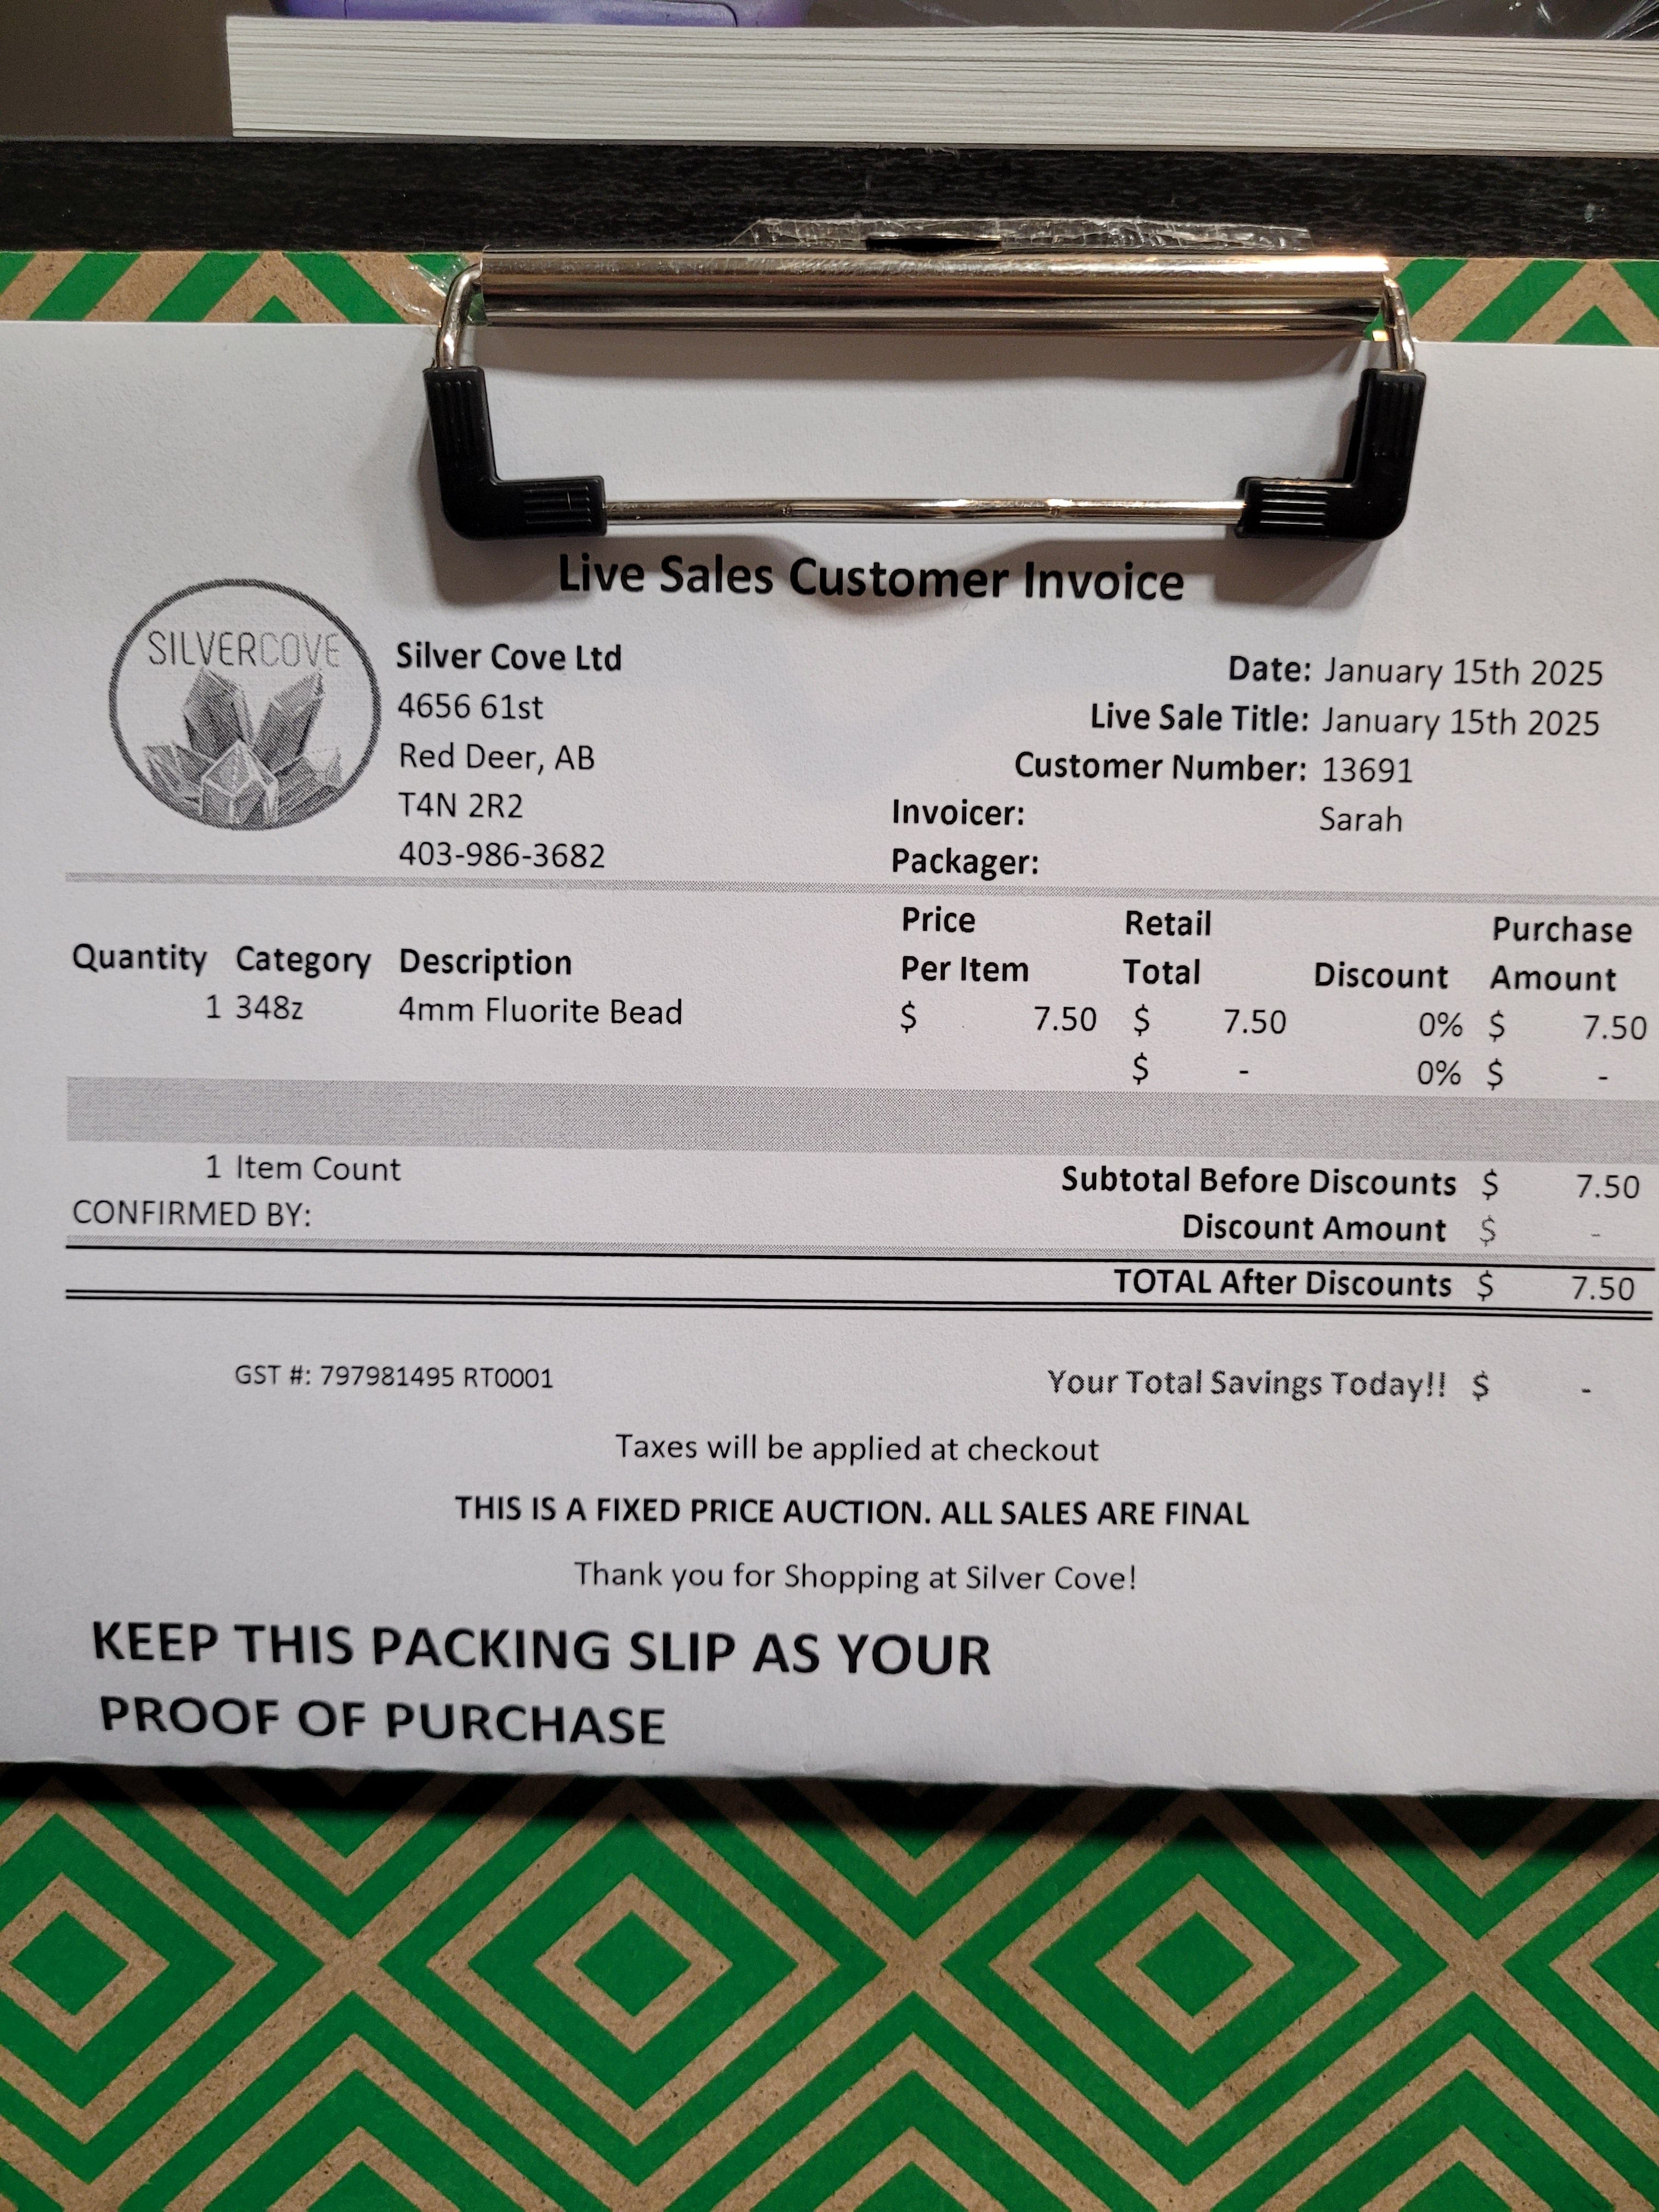 Live Sales Customer Invoice
SILVERCOVE
Silver Cove Ltd
4656 61st
Red Deer, AB
T4N 2R2
403-986-3682
Date: January 15th 2025
Live Sale Title: January 15th 2025
Customer Number: 13691
Invoicer: Sarah
Packager:
Quantity Category Description Price Per Item Retail Total Discount Purchase Amount
1 348z 4mm Fluorite Bead $ 7.50 $ 7.50 0% $ 7.50
$ - 0% $ -
1 Item Count Subtotal Before Discounts $ 7.50
CONFIRMED BY: Discount Amount $ -
TOTAL After Discounts $ 7.50
GST #: 797981495 RT0001 Your Total Savings Today!! $ -
Taxes will be applied at checkout
THIS IS A FIXED PRICE AUCTION. ALL SALES ARE FINAL
Thank you for Shopping at Silver Cove!
KEEP THIS PACKING SLIP AS YOUR
PROOF OF PURCHASE